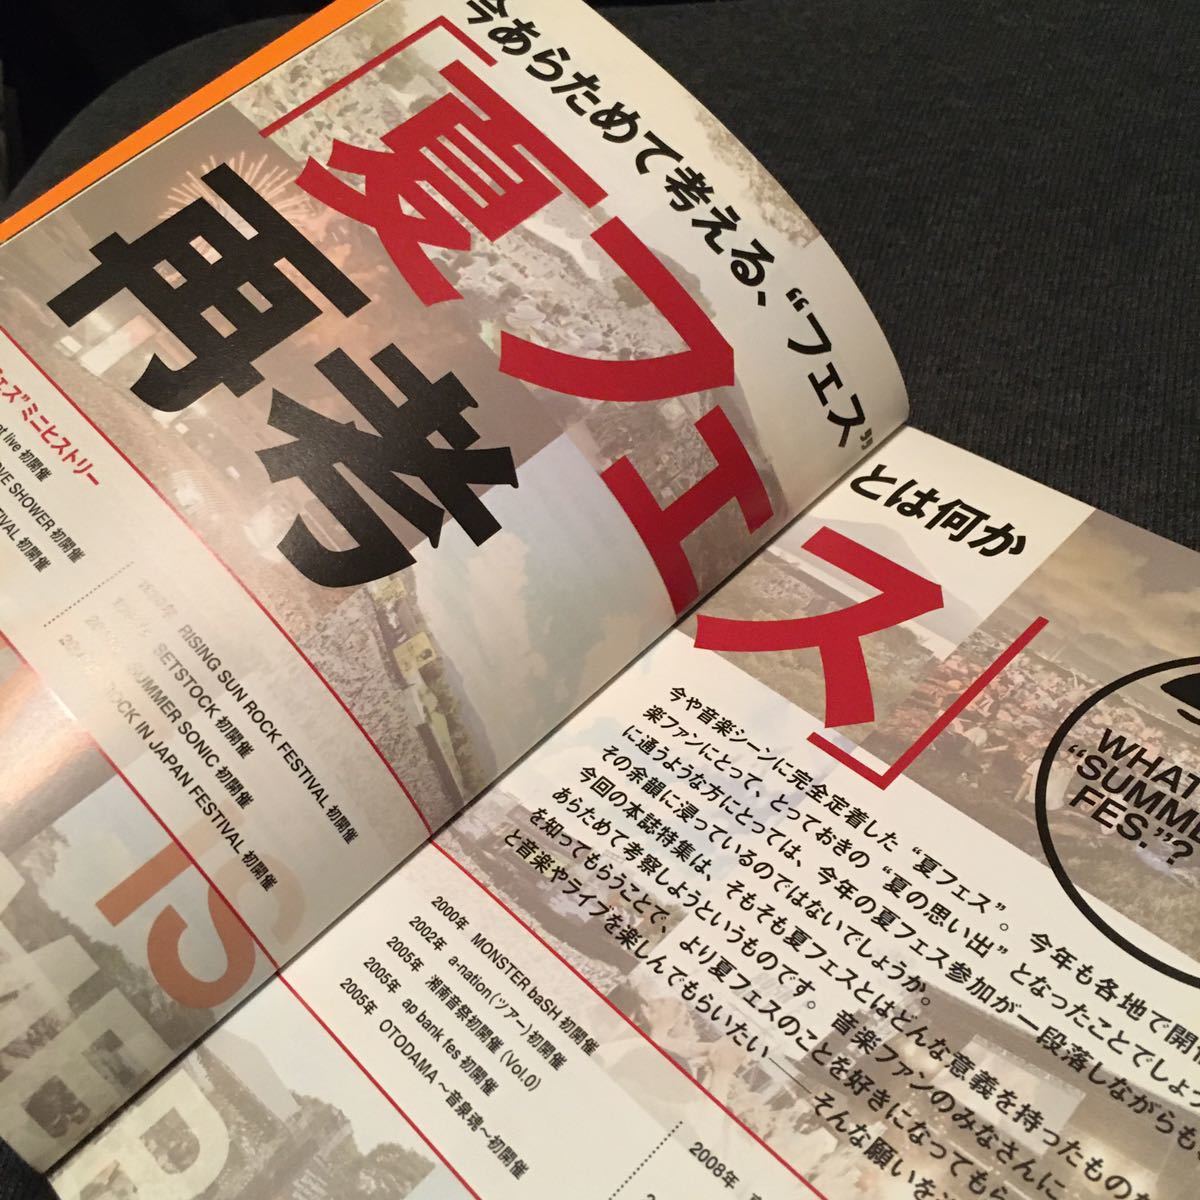 今あらためて考える、“フェス”とは何か
「夏フェス」
再考
WHAT
“SUMM
FES.”?
今や音楽シーンに完全定着した“夏フェス”。今年も各地で開
楽ファンにとって、とっておきの“夏の思い出”となったことでしょ
に通うような方にとっては、今年の夏フェス参加が一段落しながらも
その余韻に浸っているのではないでしょうか。
今回の本誌特集は、そもそも夏フェスとはどんな意義を持ったもの
あらためて考察しようというものです。音楽ファンのみなさんに
を知ってもらうことで、より夏フェスのことを好きになってもら
と音楽やライブを楽しんでもらいたい――そんな願いを
ェス”ミニヒストリー
et live 初開催
OVE SHOWER 初開催
TIVAL 初開催
RISING SUN ROCK FESTIVAL 初開催
SETSTOCK 初開催
SUMMER SONIC 初開催
ROCK IN JAPAN FESTIVAL 初開催
2000年 MONSTER baSH 初開催
2002年 a-nation(ツアー)初開催
2005年 湘南音祭初開催(Vol.0)
2005年 ap bank fes 初開催
2005年 OTODAMA～音泉魂～初開催
2008年